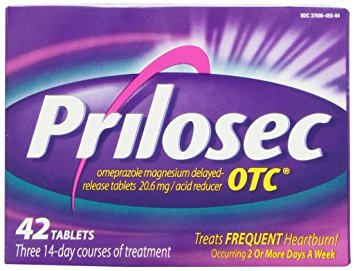 NDC 37000-455-04
Prilosec
omeprazole magnesium delayed-
release tablets 20.6 mg / acid reducer
OTC®
42 TABLETS
Three 14-day courses of treatment
Treats FREQUENT Heartburn!
Occurring 2 Or More Days A Week